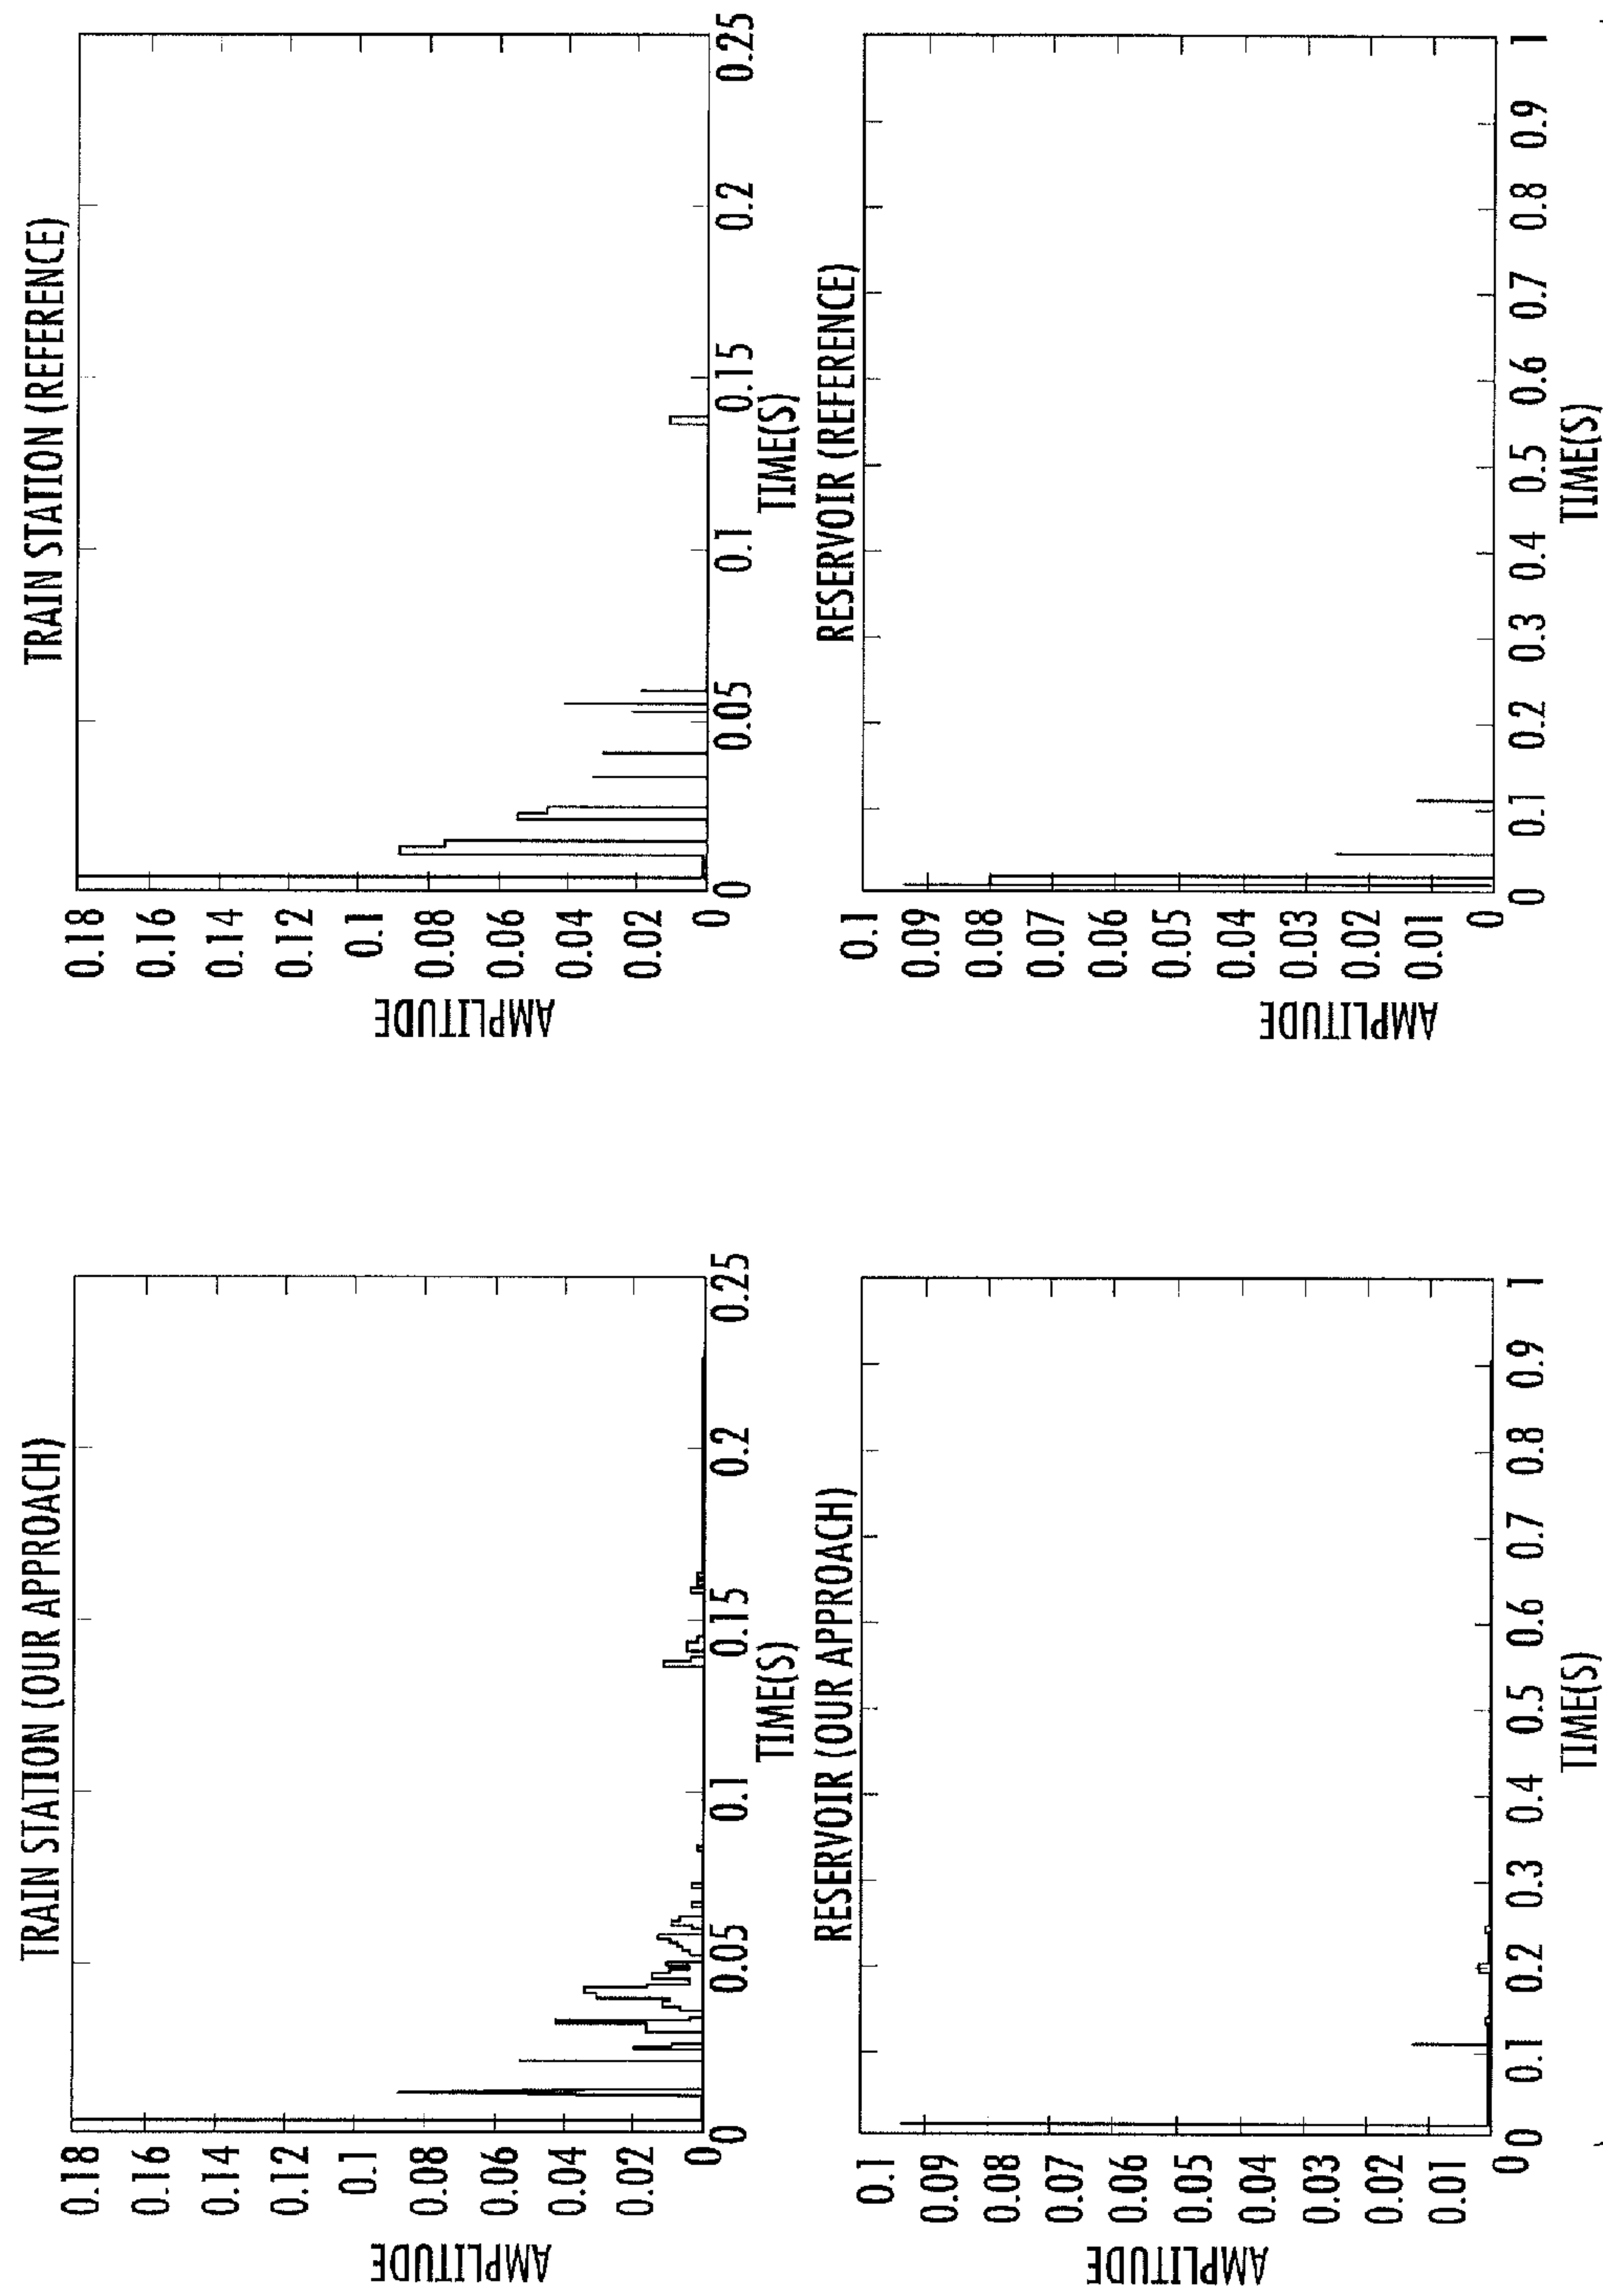 TRAIN STATION (OUR APPROACH)
AMPLITUDE
0.18
0.16
0.14
0.12
0.1
0.08
0.06
0.04
0.02
0
0 0.05 0.1 0.15 0.2 0.25
TIME(S)
TRAIN STATION (REFERENCE)
AMPLITUDE
0.18
0.16
0.14
0.12
0.1
0.08
0.06
0.04
0.02
0
0 0.05 0.1 0.15 0.2 0.25
TIME(S)
RESERVOIR (OUR APPROACH)
AMPLITUDE
0.1
0.09
0.08
0.07
0.06
0.05
0.04
0.03
0.02
0.01
0
0 0.1 0.2 0.3 0.4 0.5 0.6 0.7 0.8 0.9 1
TIME(S)
RESERVOIR (REFERENCE)
AMPLITUDE
0.1
0.09
0.08
0.07
0.06
0.05
0.04
0.03
0.02
0.01
0
0 0.1 0.2 0.3 0.4 0.5 0.6 0.7 0.8 0.9 1
TIME(S)